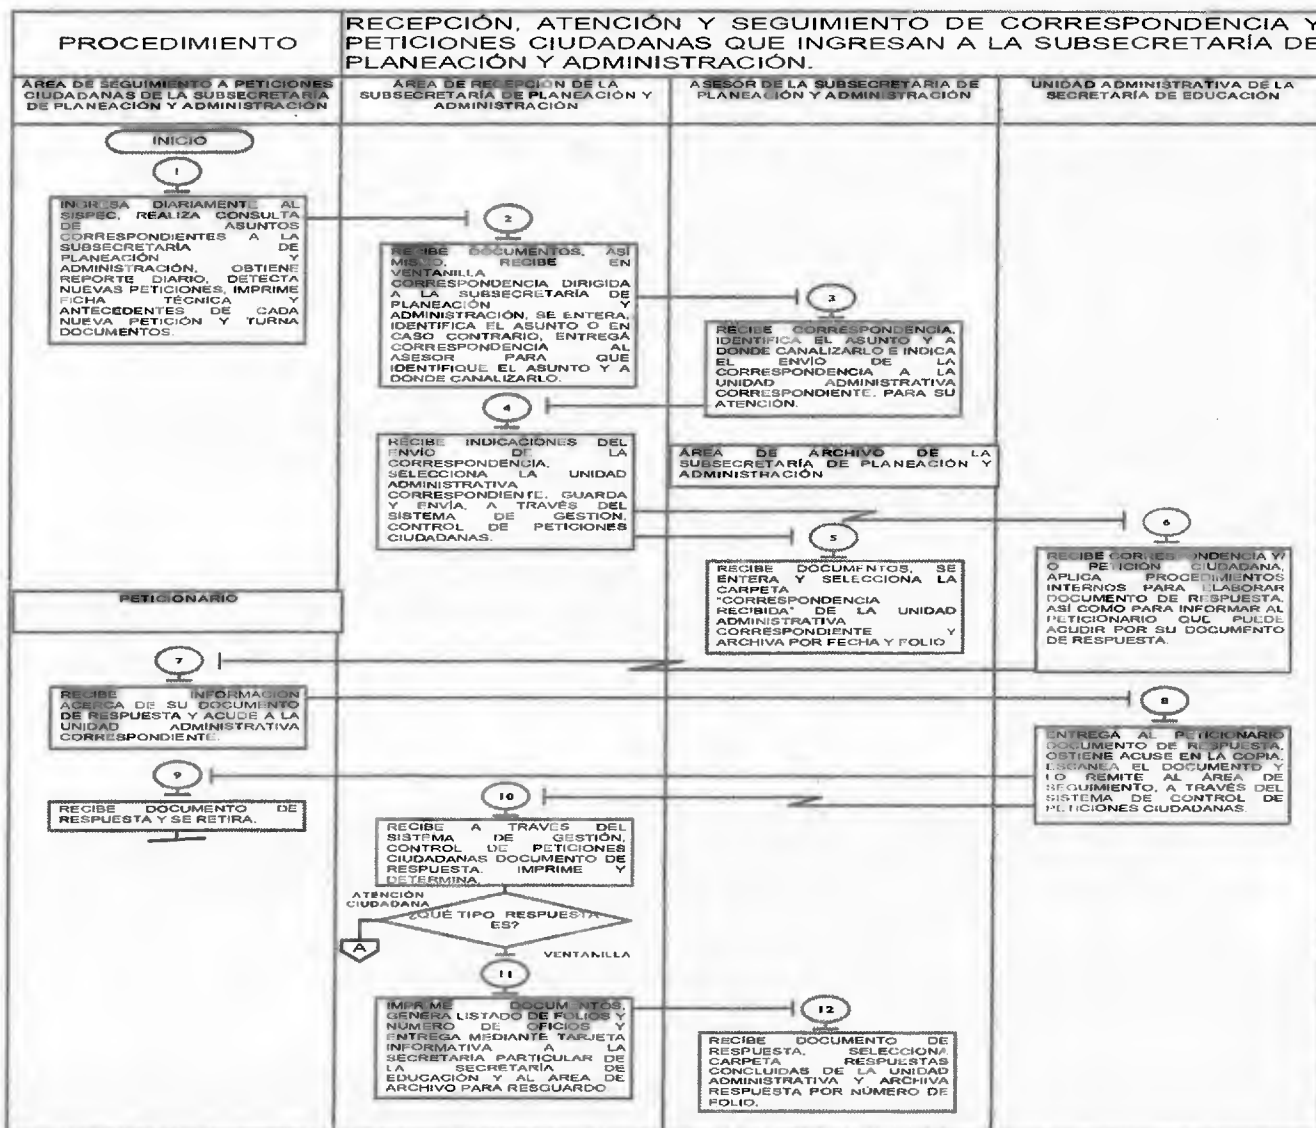 PROCEDIMIENTO
RECEPCIÓN, ATENCIÓN Y SEGUIMIENTO DE CORRESPONDENCIA Y
PETICIONES CIUDADANAS QUE INGRESAN A LA SUBSECRETARÍA DE
PLANEACIÓN Y ADMINISTRACIÓN.
ÁREA DE SEGUIMIENTO A PETICIONES
CIUDADANAS DE LA SUBSECRETARÍA
DE PLANEACIÓN Y ADMINISTRACIÓN
ÁREA DE RECEPCIÓN DE LA
SUBSECRETARÍA DE PLANEACIÓN Y
ADMINISTRACIÓN
ASESOR DE LA SUBSECRETARIA DE
PLANEACIÓN Y ADMINISTRACIÓN
UNIDAD ADMINISTRATIVA DE LA
SECRETARÍA DE EDUCACIÓN
INICIO
1
INGRESA DIARIAMENTE AL
SISPEC, REALIZA CONSULTA
DE ASUNTOS
CORRESPONDIENTES A LA
SUBSECRETARÍA DE
PLANEACIÓN Y
ADMINISTRACIÓN, OBTIENE
REPORTE DIARIO, DETECTA
NUEVAS PETICIONES, IMPRIME
FICHA TÉCNICA Y
ANTECEDENTES DE CADA
NUEVA PETICIÓN Y TURNA
DOCUMENTOS.
2
RECIBE DOCUMENTOS, ASÍ
MISMO, RECIBE EN
VENTANILLA
CORRESPONDENCIA DIRIGIDA
A LA SUBSECRETARÍA DE
PLANEACIÓN Y
ADMINISTRACIÓN, SE ENTERA,
IDENTIFICA EL ASUNTO O EN
CASO CONTRARIO, ENTREGA
CORRESPONDENCIA AL
ASESOR PARA QUE
IDENTIFIQUE EL ASUNTO Y A
DÓNDE CANALIZARLO.
3
RECIBE CORRESPONDENCIA,
IDENTIFICA EL ASUNTO Y A
DÓNDE CANALIZARLO E INDICA
EL ENVÍO DE LA
CORRESPONDENCIA A LA
UNIDAD ADMINISTRATIVA
CORRESPONDIENTE, PARA SU
ATENCIÓN.
4
RECIBE INDICACIONES DEL
ENVÍO DE LA
CORRESPONDENCIA,
SELECCIONA LA UNIDAD
ADMINISTRATIVA
CORRESPONDIENTE, GUARDA
Y ENVÍA, A TRAVÉS DEL
SISTEMA DE GESTIÓN,
CONTROL DE PETICIONES
CIUDADANAS.
ÁREA DE ARCHIVO DE LA
SUBSECRETARÍA DE PLANEACIÓN Y
ADMINISTRACIÓN
5
RECIBE DOCUMENTOS, SE
ENTERA Y SELECCIONA LA
CARPETA
"CORRESPONDENCIA
RECIBIDA" DE LA UNIDAD
ADMINISTRATIVA
CORRESPONDIENTE Y
ARCHIVA POR FECHA Y FOLIO
6
RECIBE CORRESPONDENCIA Y/
O PETICIÓN CIUDADANA,
APLICA PROCEDIMIENTOS
INTERNOS PARA ELABORAR
DOCUMENTO DE RESPUESTA,
ASÍ COMO PARA INFORMAR AL
PETICIONARIO QUE PUEDE
ACUDIR POR SU DOCUMENTO
DE RESPUESTA.
PETICIONARIO
7
RECIBE INFORMACIÓN
ACERCA DE SU DOCUMENTO
DE RESPUESTA Y ACUDE A LA
UNIDAD ADMINISTRATIVA
CORRESPONDIENTE.
8
ENTREGA AL PETICIONARIO
DOCUMENTO DE RESPUESTA,
OBTIENE ACUSE EN LA COPIA,
ESCANEA EL DOCUMENTO Y
LO REMITE AL ÁREA DE
SEGUIMIENTO, A TRAVÉS DEL
SISTEMA DE CONTROL DE
PETICIONES CIUDADANAS.
9
RECIBE DOCUMENTO DE
RESPUESTA Y SE RETIRA.
10
RECIBE A TRAVÉS DEL
SISTEMA DE GESTIÓN,
CONTROL DE PETICIONES
CIUDADANAS DOCUMENTO DE
RESPUESTA, IMPRIME Y
DETERMINA.
ATENCIÓN
CIUDADANA
¿QUÉ TIPO RESPUESTA
ES?
A
VENTANILLA
11
IMPRIME DOCUMENTOS,
GENERA LISTADO DE FOLIOS Y
NÚMERO DE OFICIOS Y
ENTREGA MEDIANTE TARJETA
INFORMATIVA A LA
SECRETARÍA PARTICULAR DE
LA SECRETARÍA DE
EDUCACIÓN Y AL AREA DE
ARCHIVO PARA RESGUARDO
12
RECIBE DOCUMENTO DE
RESPUESTA, SELECCIONA
CARPETA RESPUESTAS
CONCLUIDAS DE LA UNIDAD
ADMINISTRATIVA Y ARCHIVA
RESPUESTA POR NÚMERO DE
FOLIO.